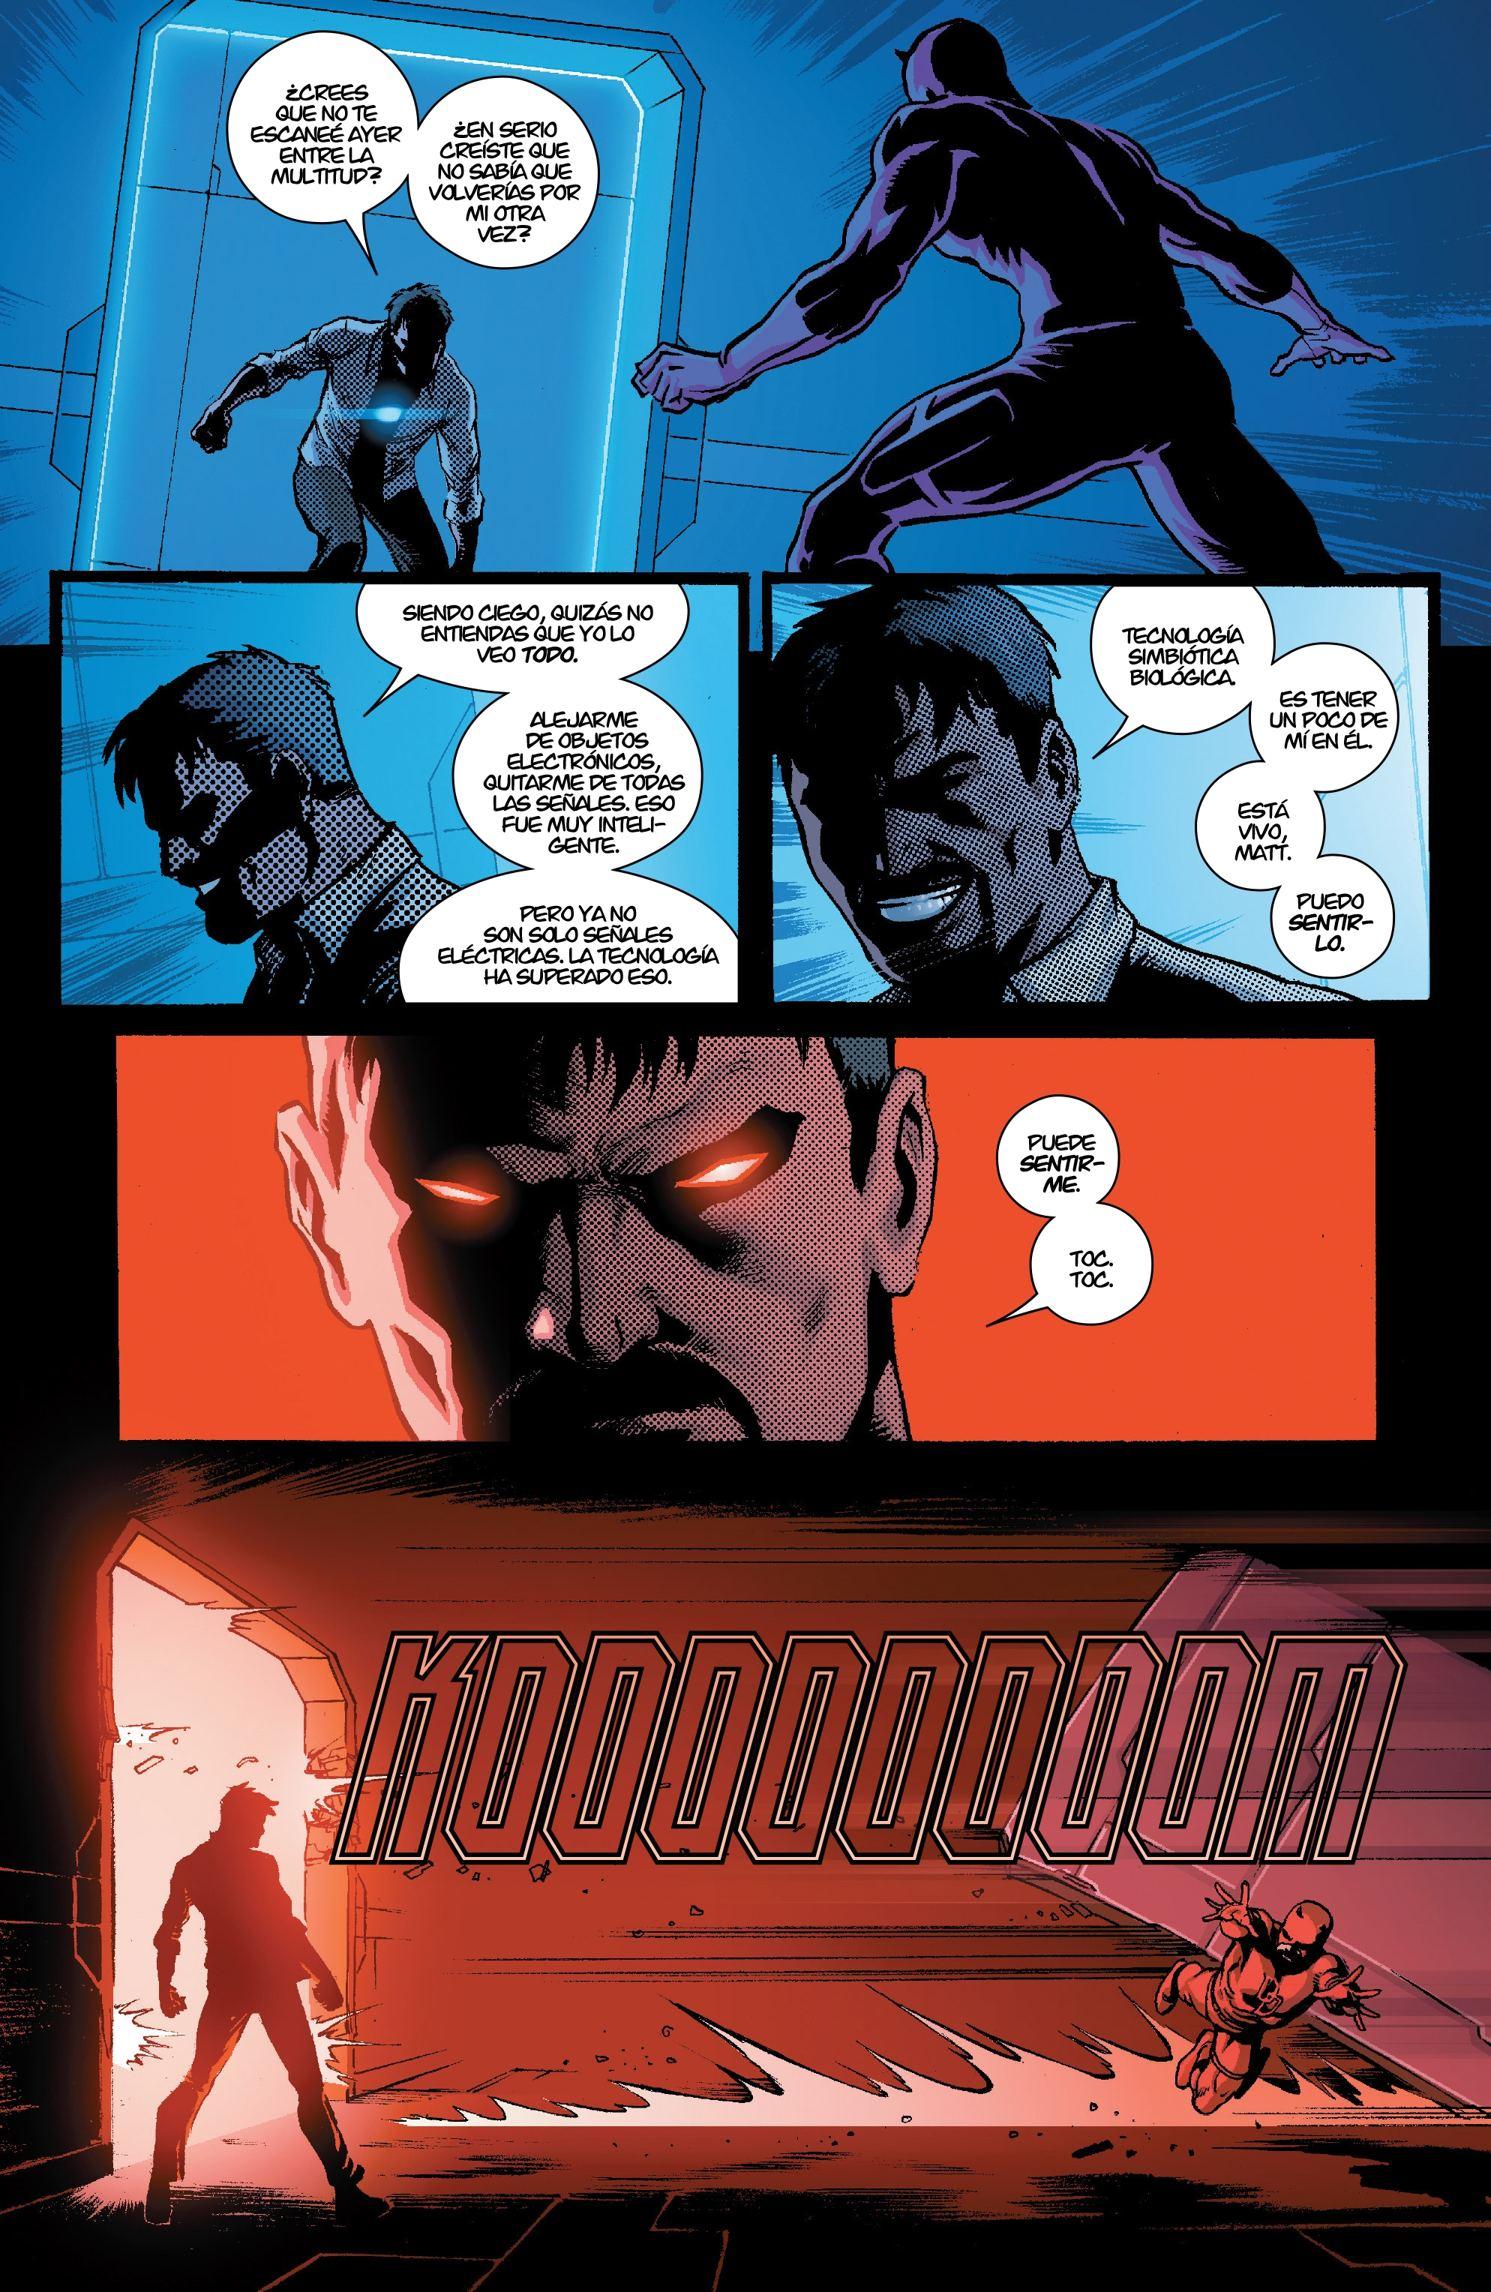 ¿CREES
QUE NO TE
ESCANEÉ AYER
ENTRE LA
MULTITUD?
¿EN SERIO
CREÍSTE QUE
NO SABÍA QUE
VOLVERÍAS POR
MI OTRA
VEZ?
SIENDO CIEGO, QUIZÁS NO
ENTIENDAS QUE YO LO
VEO TODO.
ALEJARME
DE OBJETOS
ELECTRÓNICOS,
QUITARME DE TODAS
LAS SEÑALES. ESO
FUE MUY INTELI-
GENTE.
PERO YA NO
SON SOLO SEÑALES
ELÉCTRICAS. LA TECNOLOGÍA
HA SUPERADO ESO.
TECNOLOGÍA
SIMBIÓTICA
BIOLÓGICA.
ES TENER
UN POCO DE
MÍ EN ÉL.
ESTÁ
VIVO,
MATT.
PUEDO
SENTIR-
LO.
PUEDE
SENTIR-
ME.
TOC.
TOC.
KOOOOOOOOM